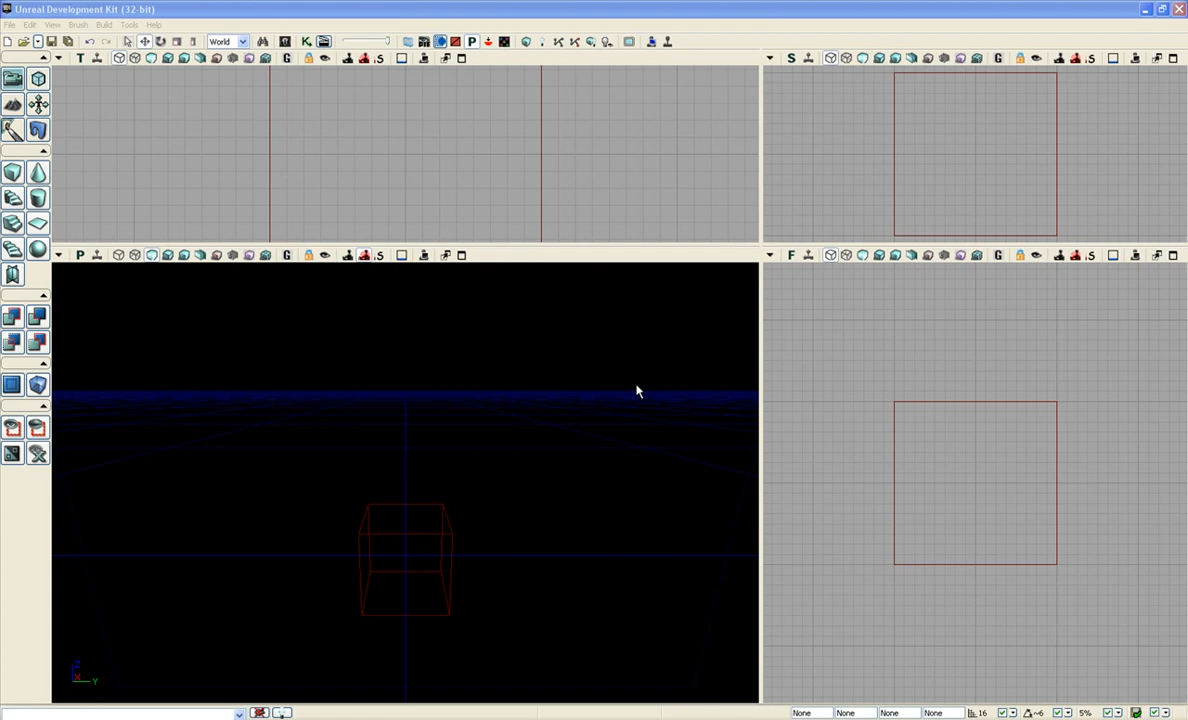 Unreal Development Kit (32-bit)
File Edit View Brush Build Tools Help
World
T G S
S G S
P G S
F G S
Z
X Y
None None None None 16 ~6 5%